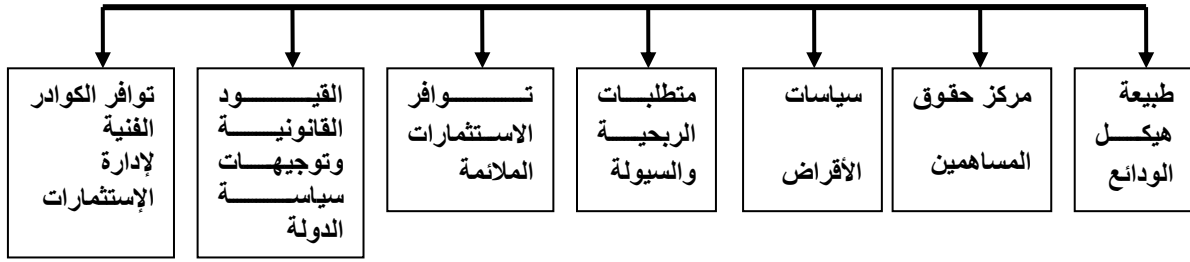 طبيعة
هيكل
الودائع
مركز حقوق
المساهمين
سياسات
الأقراض
متطلبات
الربحية
والسيولة
توافر
الاستثمارات
الملائمة
القيود
القانونية
وتوجيهات
سياسة
الدولة
توافر الكوادر
الفنية
لإدارة
الإستثمارات